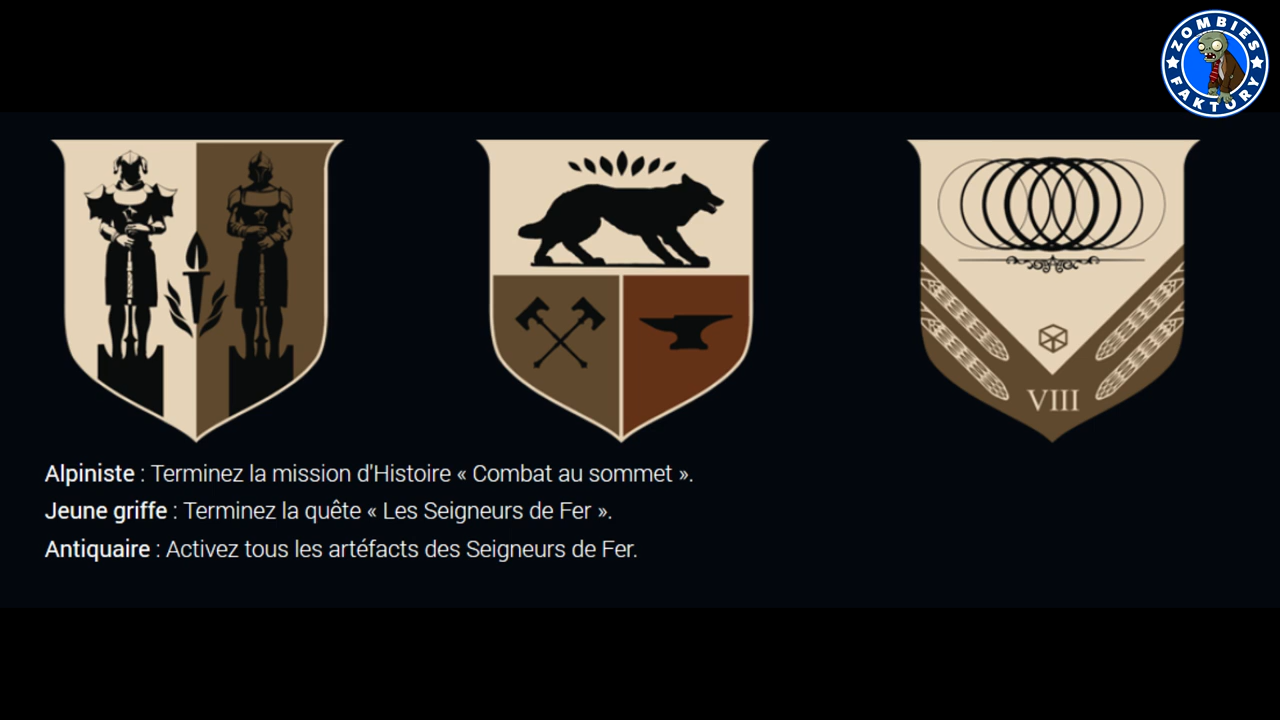 ZOMBIES
FAKTORY
VIII
Alpiniste : Terminez la mission d'Histoire « Combat au sommet ».
Jeune griffe : Terminez la quête « Les Seigneurs de Fer ».
Antiquaire : Activez tous les artéfacts des Seigneurs de Fer.